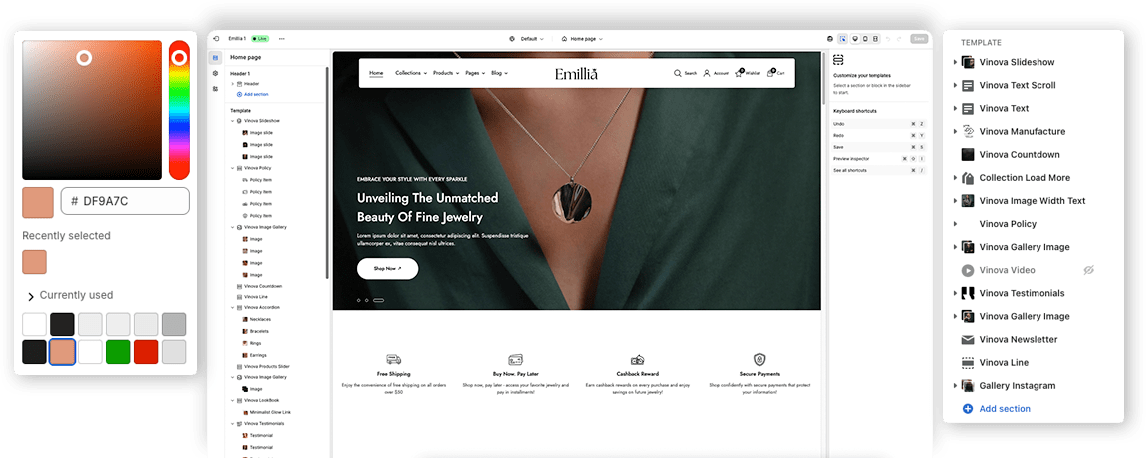 # DF9A7C
Recently selected
Currently used
Emillia 1
Live
Default
Home page
Save
Home page
Header 1
Header
Add section
Template
Vinova Slideshow
Image slide
Image slide
Image slide
Vinova Policy
Policy item
Policy item
Policy item
Policy item
Vinova Image Gallery
Image
Image
Image
Image
Vinova Countdown
Vinova Line
Vinova Accordion
Necklaces
Bracelets
Rings
Earrings
Vinova Products Slider
Vinova Image Gallery
Image
Vinova LookBook
Minimalist Glow Line
Vinova Testimonials
Testimonial
Testimonial
Home
Collections
Products
Pages
Blog
Emilliá
Search
Account
Wishlist
0
Cart
0
EMBRACE YOUR STYLE WITH EVERY SPARKLE
Unveiling The Unmatched
Beauty Of Fine Jewelry
Lorem ipsum dolor sit amet, consectetur adipiscing elit. Suspendisse tristique
ullamcorper ex, vitae consequat nisl ultrices.
Shop Now ↗
Free Shipping
Enjoy the convenience of free shipping on all orders
over $50
Buy Now. Pay Later
Shop now, pay later - access your favorite jewelry and
pay in installments!
Cashback Reward
Earn cashback rewards on every purchase and enjoy
savings on future jewelry!
Secure Payments
Shop confidently with secure payments that protect
your information!
Customize your templates
Select a section or block in the sidebar
to start.
Keyboard shortcuts
Undo ⌘ Z
Redo ⌘ Y
Save ⌘ S
Preview inspector ⌘ ⇧ I
See all shortcuts ⌘ /
TEMPLATE
Vinova Slideshow
Vinova Text Scroll
Vinova Text
Vinova Manufacture
Vinova Countdown
Collection Load More
Vinova Image Width Text
Vinova Policy
Vinova Gallery Image
Vinova Video
Vinova Testimonials
Vinova Gallery Image
Vinova Newsletter
Vinova Line
Gallery Instagram
Add section